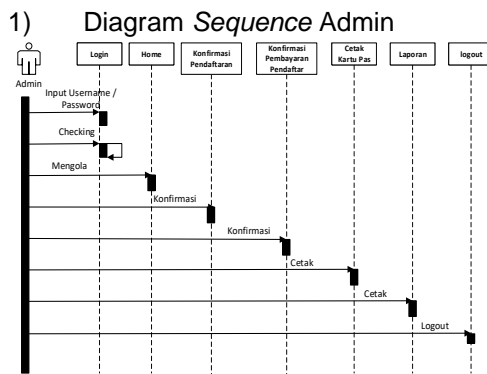 1) Diagram Sequence Admin
Admin
Login
Home
Konfirmasi
Pendaftaran
Konfirmasi
Pembayaran
Pendaftar
Cetak
Kartu Pas
Laporan
logout
Input Username /
Password
Checking
Mengola
Konfirmasi
Konfirmasi
Cetak
Cetak
Logout